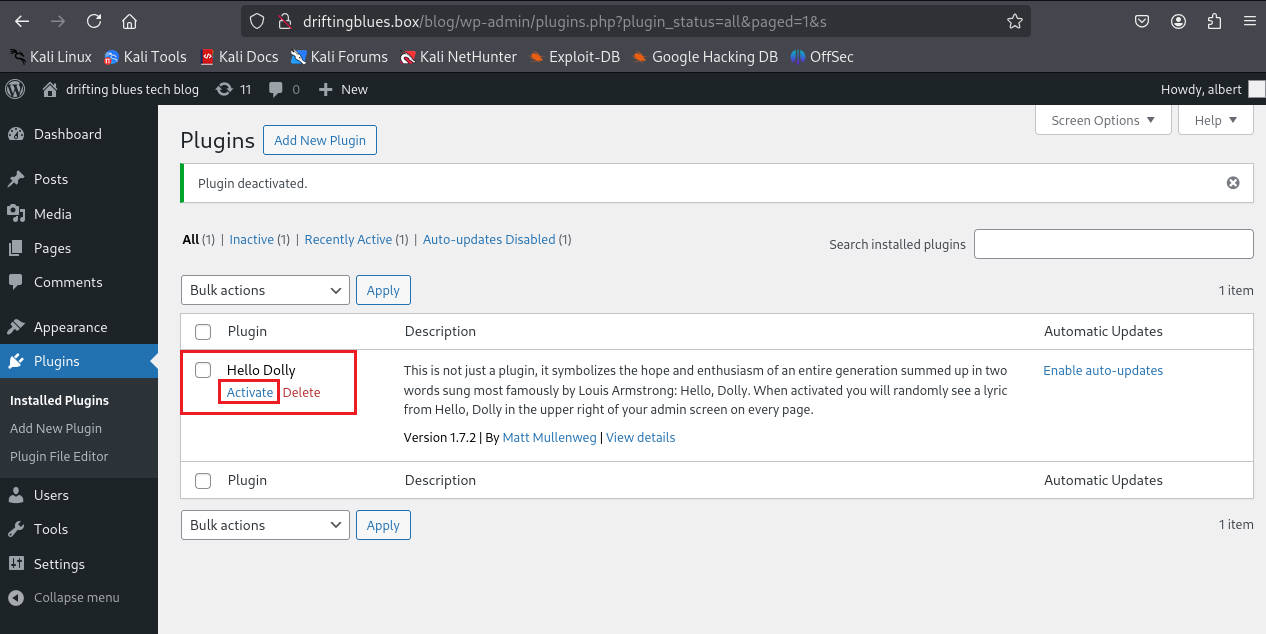 driftingblues.box/blog/wp-admin/plugins.php?plugin_status=all&paged=1&s
Kali Linux Kali Tools Kali Docs Kali Forums Kali NetHunter Exploit-DB Google Hacking DB OffSec
drifting blues tech blog 11 0 New Howdy, albert
Screen Options Help
Dashboard
Posts
Media
Pages
Comments
Appearance
Plugins
Installed Plugins
Add New Plugin
Plugin File Editor
Users
Tools
Settings
Collapse menu
Plugins Add New Plugin
Plugin deactivated.
All (1) | Inactive (1) | Recently Active (1) | Auto-updates Disabled (1)
Search installed plugins
Bulk actions Apply 1 item
Plugin Description Automatic Updates
Hello Dolly
Activate Delete
This is not just a plugin, it symbolizes the hope and enthusiasm of an entire generation summed up in two
words sung most famously by Louis Armstrong: Hello, Dolly. When activated you will randomly see a lyric
from Hello, Dolly in the upper right of your admin screen on every page.
Version 1.7.2 | By Matt Mullenweg | View details
Enable auto-updates
Plugin Description Automatic Updates
Bulk actions Apply 1 item